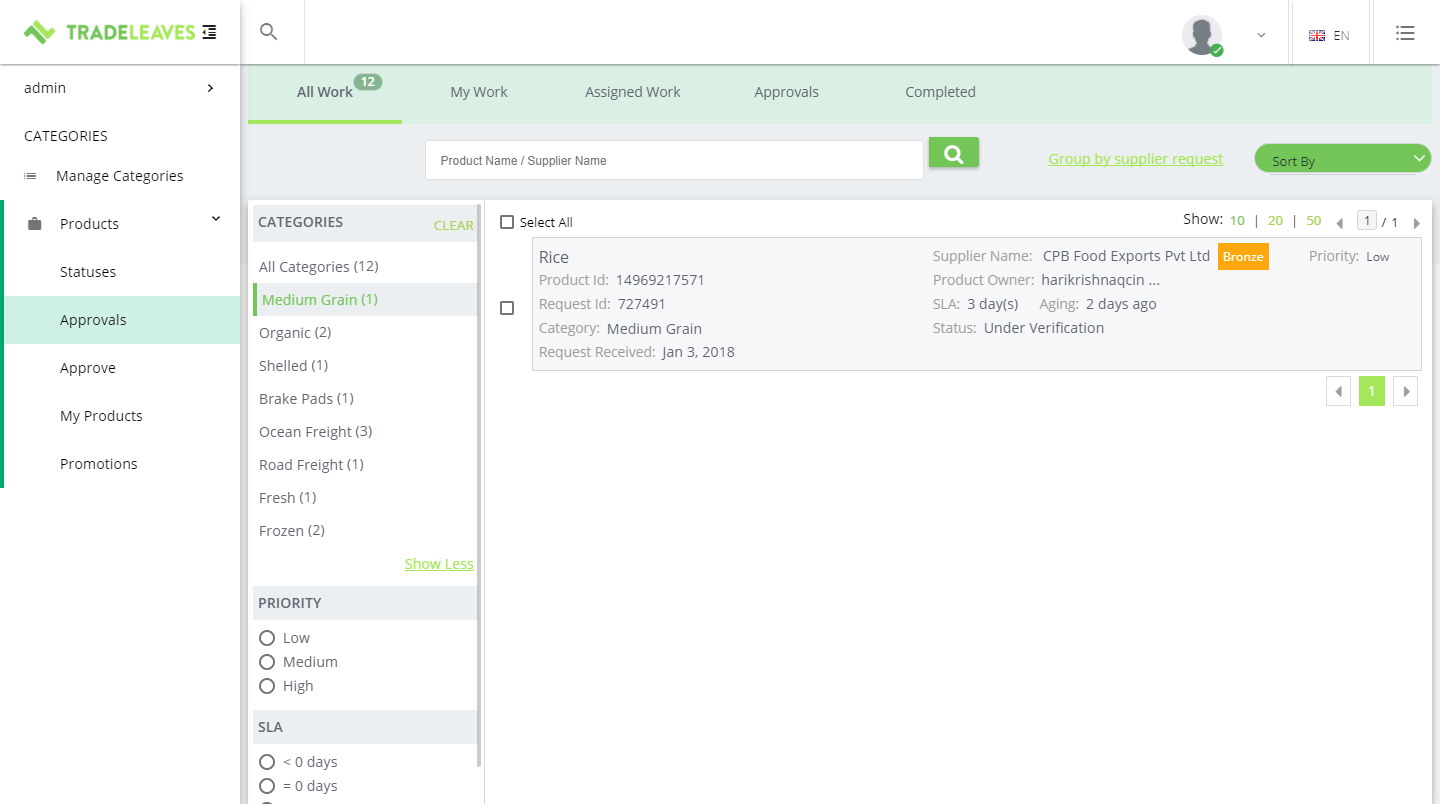 TRADELEAVES
EN
admin
CATEGORIES
Manage Categories
Products
Statuses
Approvals
Approve
My Products
Promotions
All Work 12
My Work
Assigned Work
Approvals
Completed
Product Name / Supplier Name
Group by supplier request
Sort By
CATEGORIES
CLEAR
All Categories (12)
Medium Grain (1)
Organic (2)
Shelled (1)
Brake Pads (1)
Ocean Freight (3)
Road Freight (1)
Fresh (1)
Frozen (2)
Show Less
PRIORITY
Low
Medium
High
SLA
< 0 days
= 0 days
Select All
Show: 10 | 20 | 50 1 / 1
Rice
Product Id: 14969217571
Request Id: 727491
Category: Medium Grain
Request Received: Jan 3, 2018
Supplier Name: CPB Food Exports Pvt Ltd Bronze
Priority: Low
Product Owner: harikrishnaqcin ...
SLA: 3 day(s) Aging: 2 days ago
Status: Under Verification
1